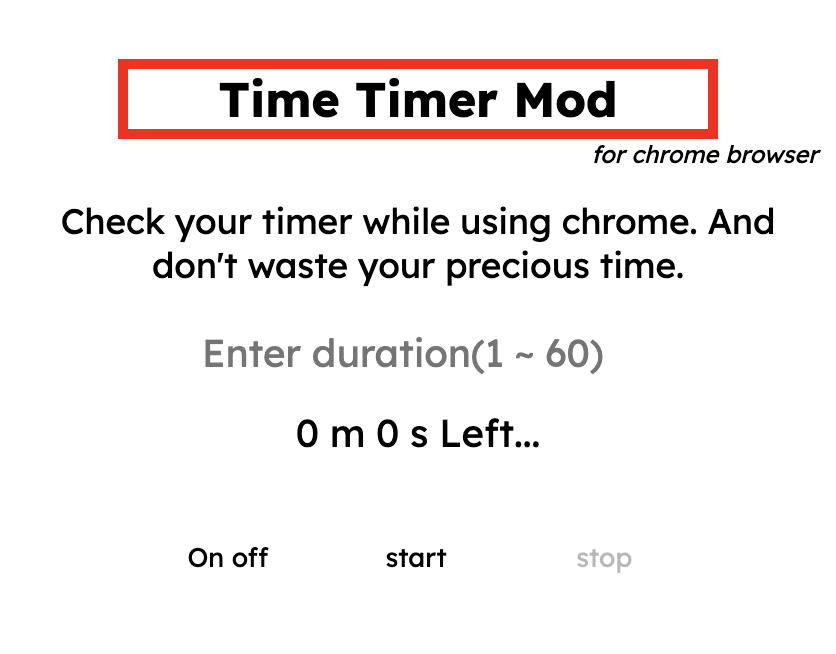 Time Timer Mod
for chrome browser
Check your timer while using chrome. And
don't waste your precious time.
Enter duration(1 ~ 60)
0 m 0 s Left...
On off start stop